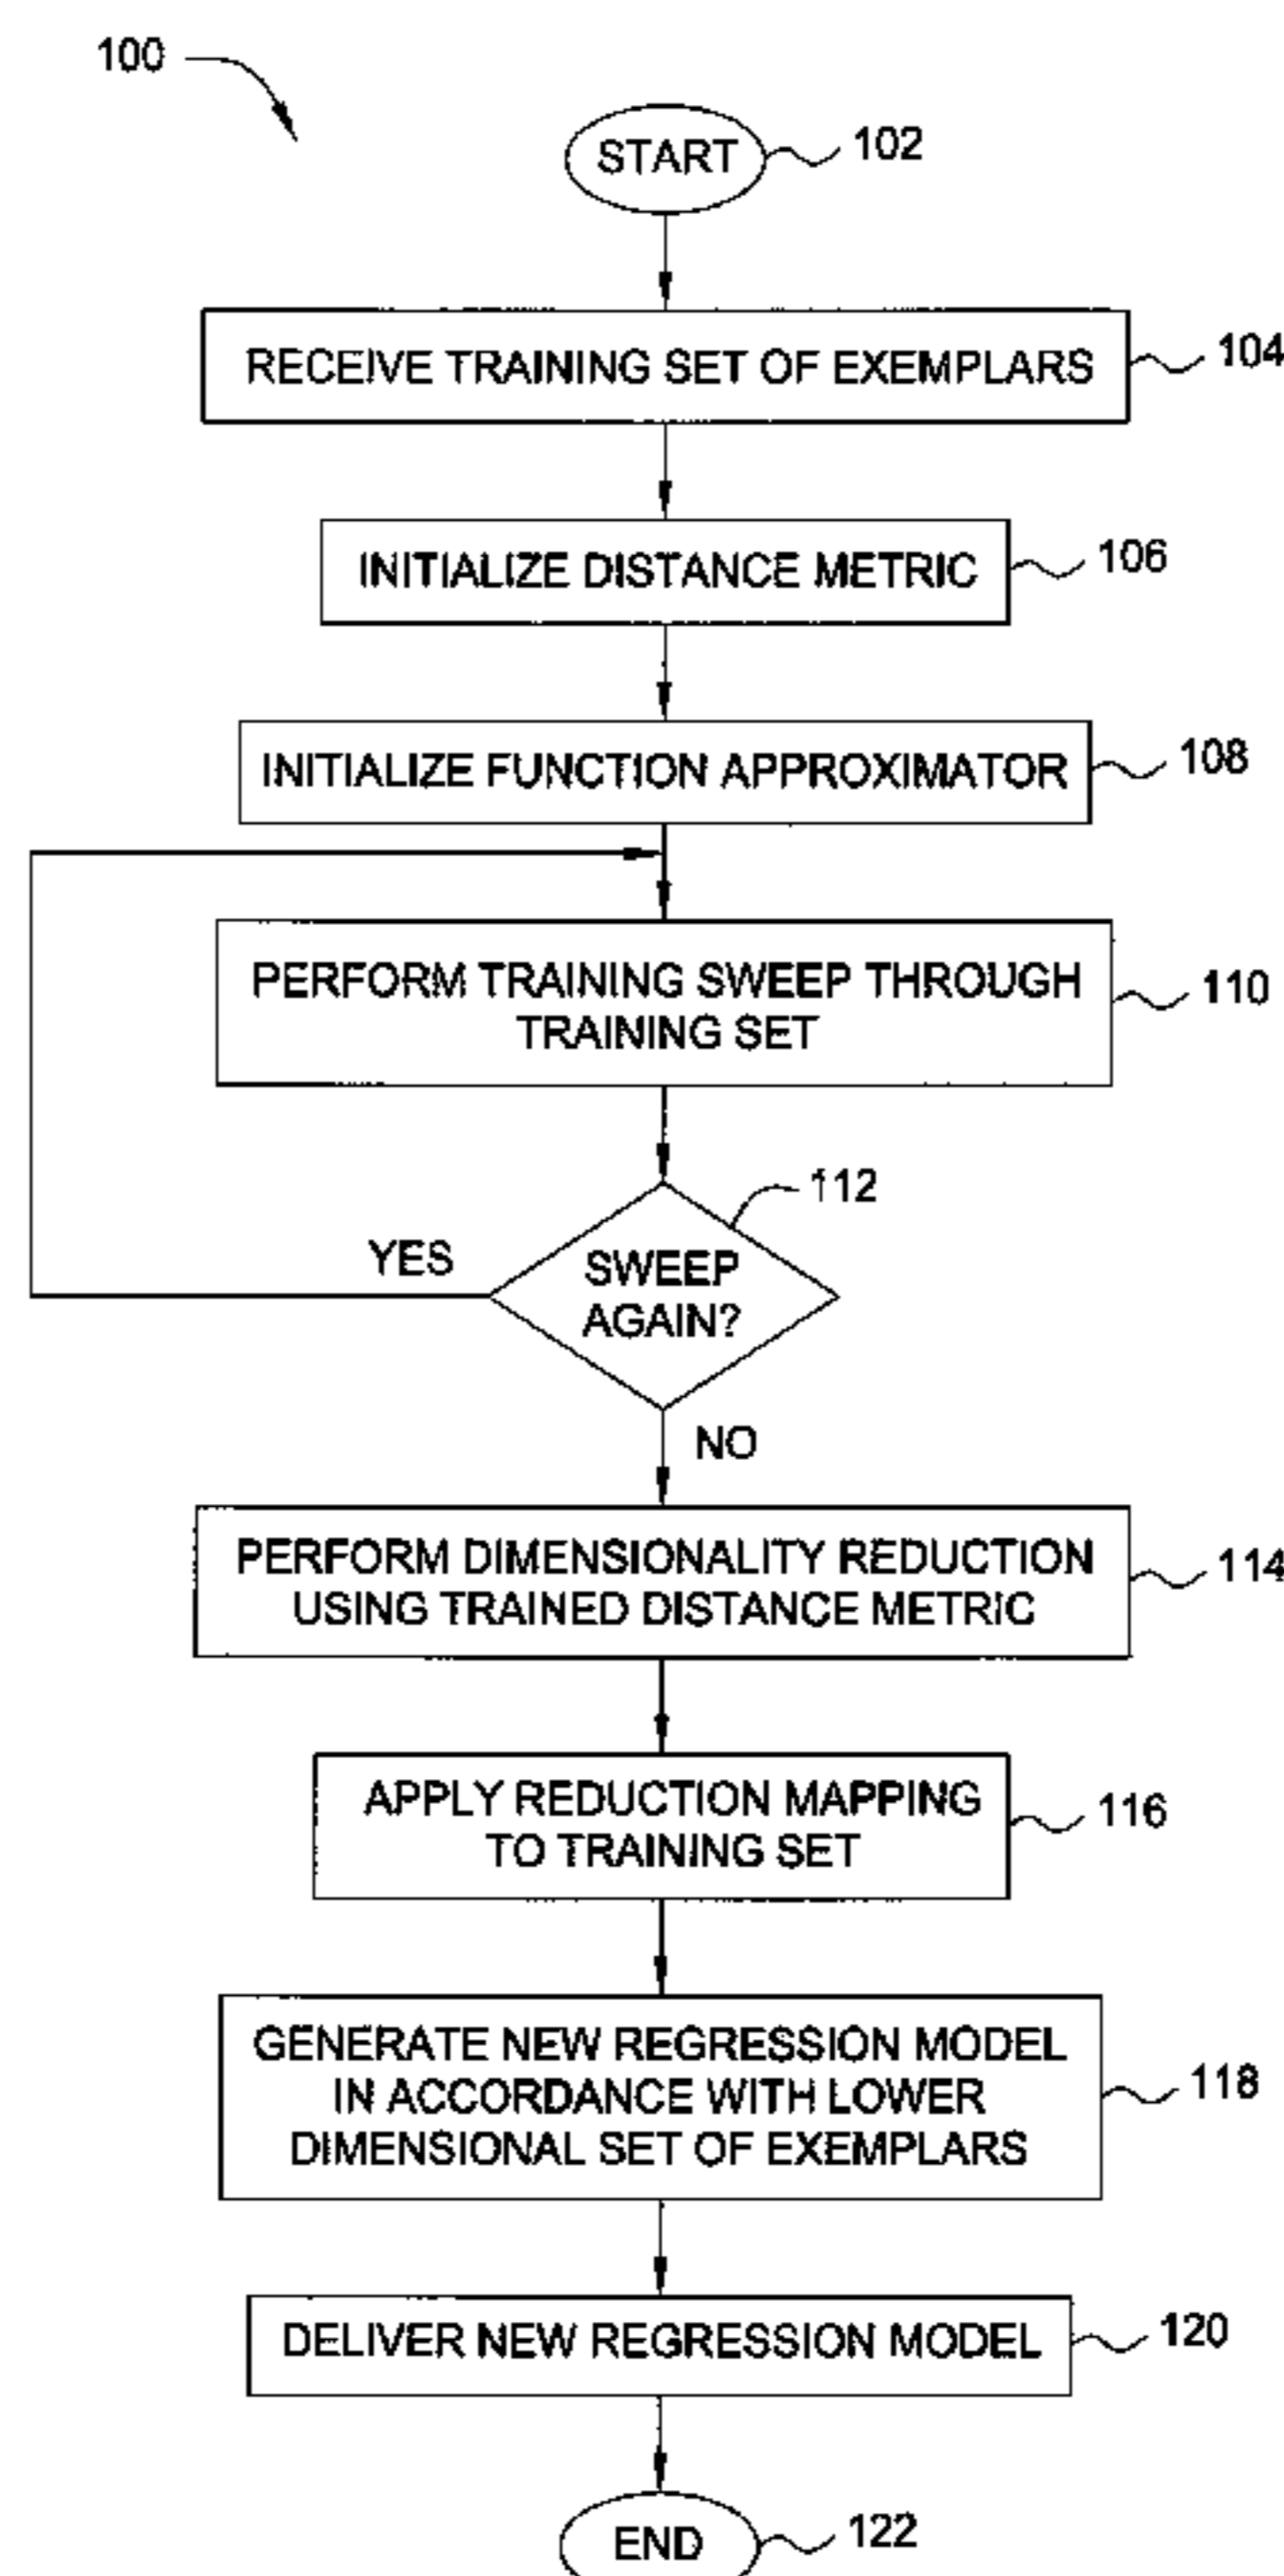 100
START
102
RECEIVE TRAINING SET OF EXEMPLARS
104
INITIALIZE DISTANCE METRIC
106
INITIALIZE FUNCTION APPROXIMATOR
108
PERFORM TRAINING SWEEP THROUGH
TRAINING SET
110
112
YES
SWEEP
AGAIN?
NO
PERFORM DIMENSIONALITY REDUCTION
USING TRAINED DISTANCE METRIC
114
APPLY REDUCTION MAPPING
TO TRAINING SET
116
GENERATE NEW REGRESSION MODEL
IN ACCORDANCE WITH LOWER
DIMENSIONAL SET OF EXEMPLARS
118
DELIVER NEW REGRESSION MODEL
120
END
122